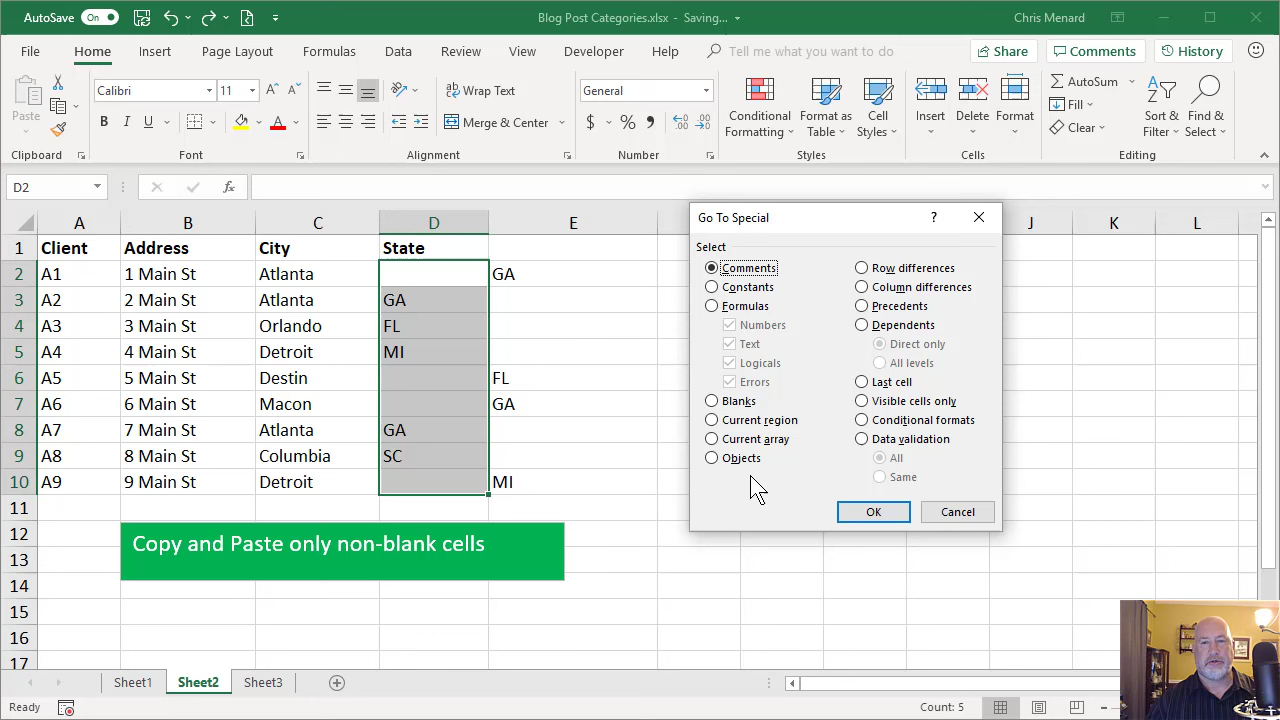 AutoSave On Blog Post Categories.xlsx - Saving... Chris Menard
File Home Insert Page Layout Formulas Data Review View Developer Help Tell me what you want to do Share Comments History
Paste Calibri 11 Wrap Text General Conditional Formatting Format as Table Cell Styles Insert Delete Format AutoSum Sort & Filter Find & Select
B I U Merge & Center $ % Fill
Clear
Clipboard Font Alignment Number Styles Cells Editing
D2 fx
A B C D E J K L
1 Client Address City State
2 A1 1 Main St Atlanta GA
3 A2 2 Main St Atlanta GA
4 A3 3 Main St Orlando FL
5 A4 4 Main St Detroit MI
6 A5 5 Main St Destin FL
7 A6 6 Main St Macon GA
8 A7 7 Main St Atlanta GA
9 A8 8 Main St Columbia SC
10 A9 9 Main St Detroit MI
11
12
13
14
15
16
17
Copy and Paste only non-blank cells
Go To Special ?
Select
Comments Row differences
Constants Column differences
Formulas Precedents
Numbers Dependents
Text Direct only
Logicals All levels
Errors Last cell
Blanks Visible cells only
Current region Conditional formats
Current array Data validation
Objects All
Same
OK Cancel
Sheet1 Sheet2 Sheet3
Ready Count: 5